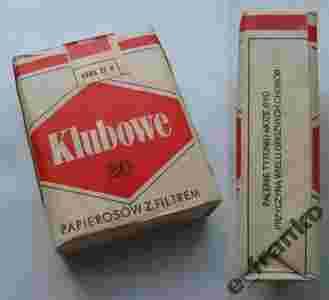 Klubowe
20
PAPIEROSÓW Z FILTREM
PALENIE TYTONIU MOŻE BYĆ
PRZYCZYNĄ WIELU GROŹNYCH CHORÓB